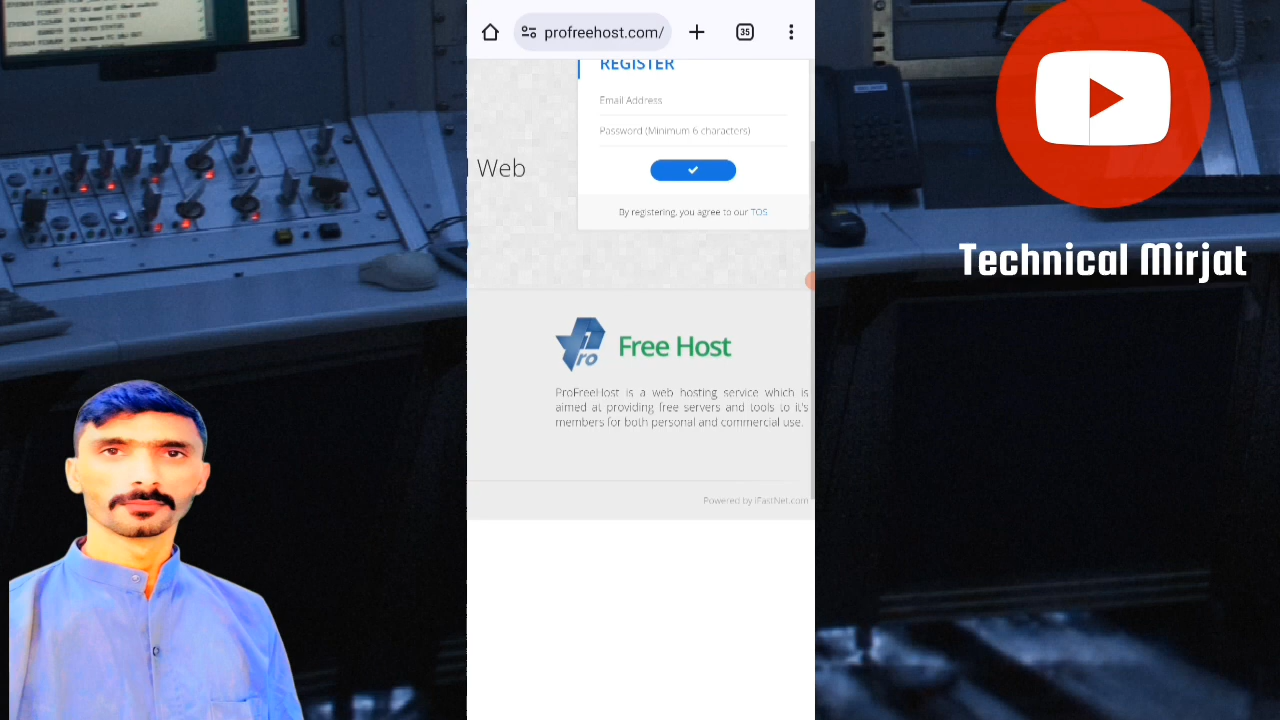 profreehost.com/
35
REGISTER
Email Address
Password (Minimum 6 characters)
Web
By registering, you agree to our TOS
Technical Mirjat
Pro Free Host
ProFreeHost is a web hosting service which is
aimed at providing free servers and tools to it's
members for both personal and commercial use.
Powered by iFastNet.com